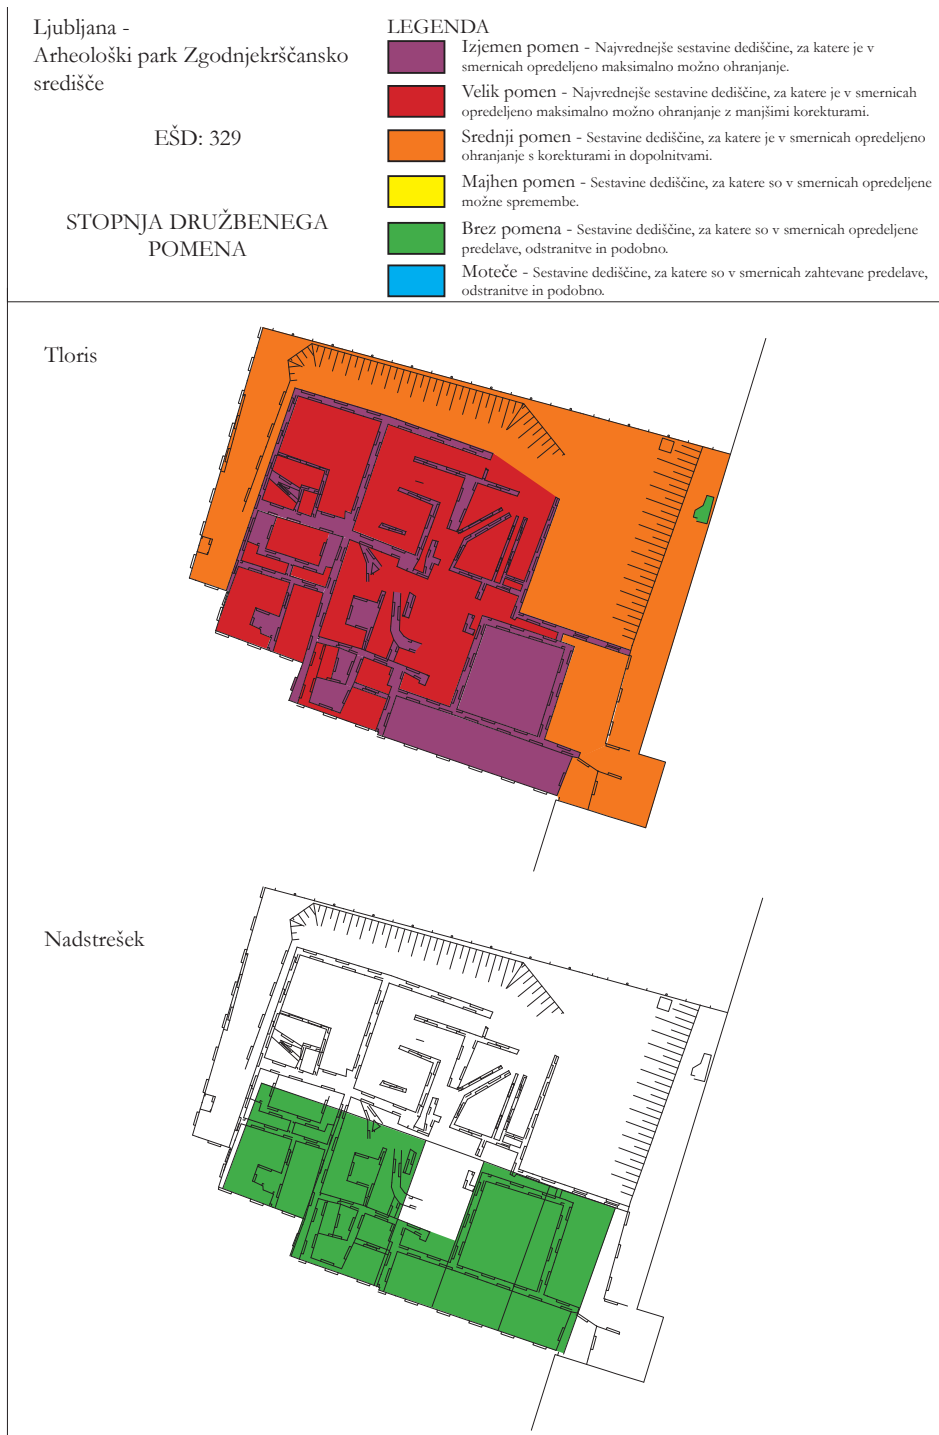 Ljubljana -
Arheološki park Zgodnjekrščansko
središče
EŠD: 329
STOPNJA DRUŽBENEGA
POMENA
LEGENDA
Izjemen pomen - Najvrednejše sestavine dediščine, za katere je v
smernicah opredeljeno maksimalno možno ohranjanje.
Velik pomen - Najvrednejše sestavine dediščine, za katere je v smernicah
opredeljeno maksimalno možno ohranjanje z manjšimi korekturami.
Srednji pomen - Sestavine dediščine, za katere je v smernicah opredeljeno
ohranjanje s korekturami in dopolnitvami.
Majhen pomen - Sestavine dediščine, za katere so v smernicah opredeljene
možne spremembe.
Brez pomena - Sestavine dediščine, za katere so v smernicah opredeljene
predelave, odstranitve in podobno.
Moteče - Sestavine dediščine, za katere so v smernicah zahtevane predelave,
odstranitve in podobno.
Tloris
Nadstrešek